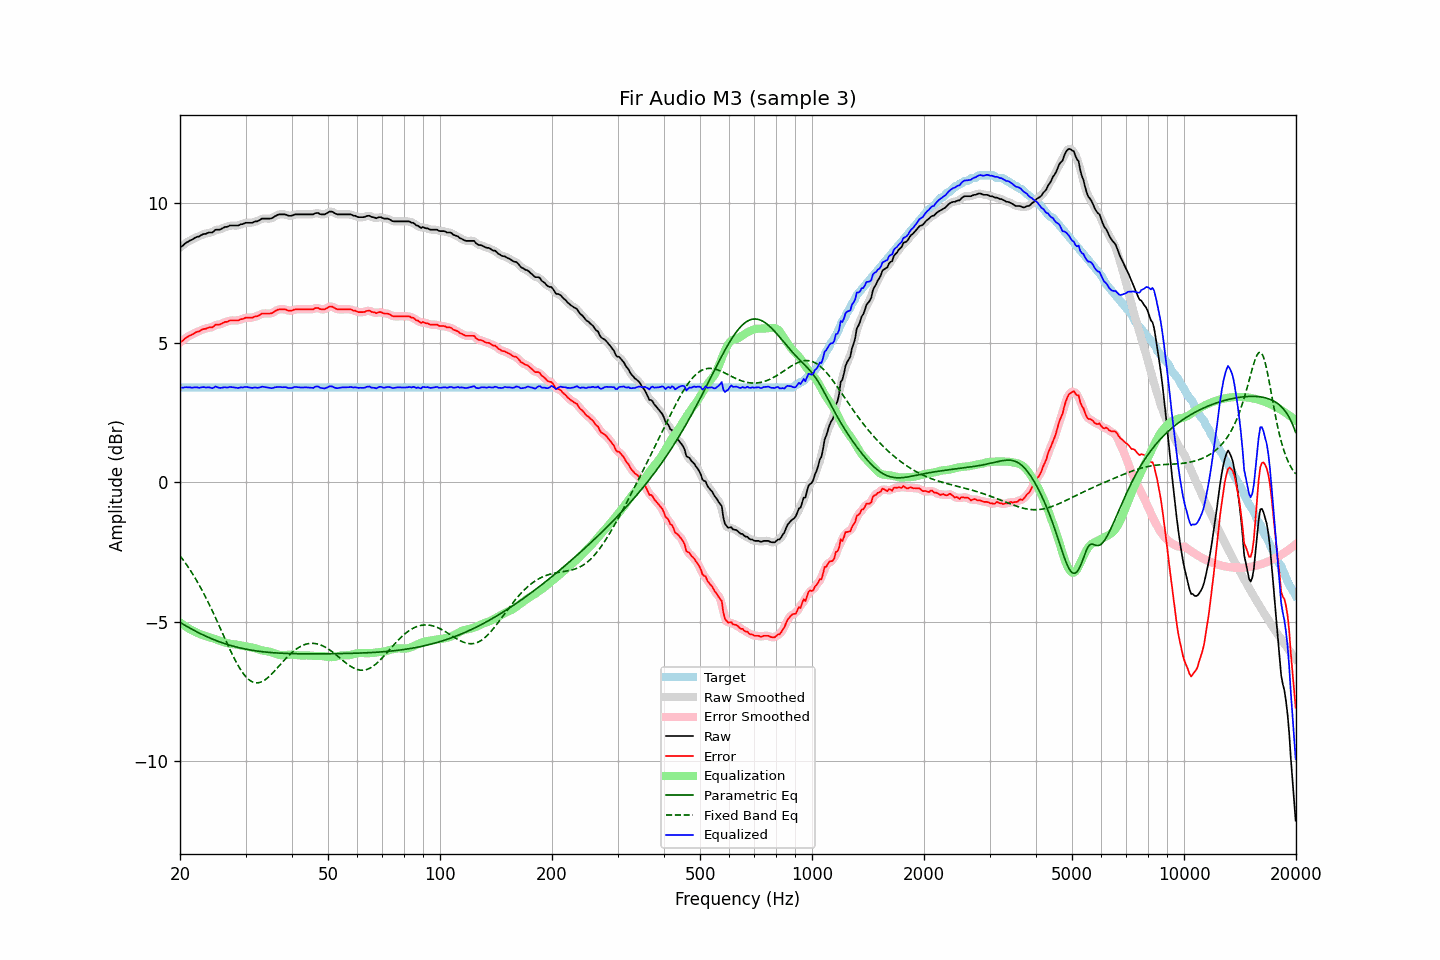 Fir Audio M3 (sample 3)
Amplitude (dBr)
10
5
0
−5
−10
Target
Raw Smoothed
Error Smoothed
Raw
Error
Equalization
Parametric Eq
Fixed Band Eq
Equalized
20 50 100 200 500 1000 2000 5000 10000 20000
Frequency (Hz)